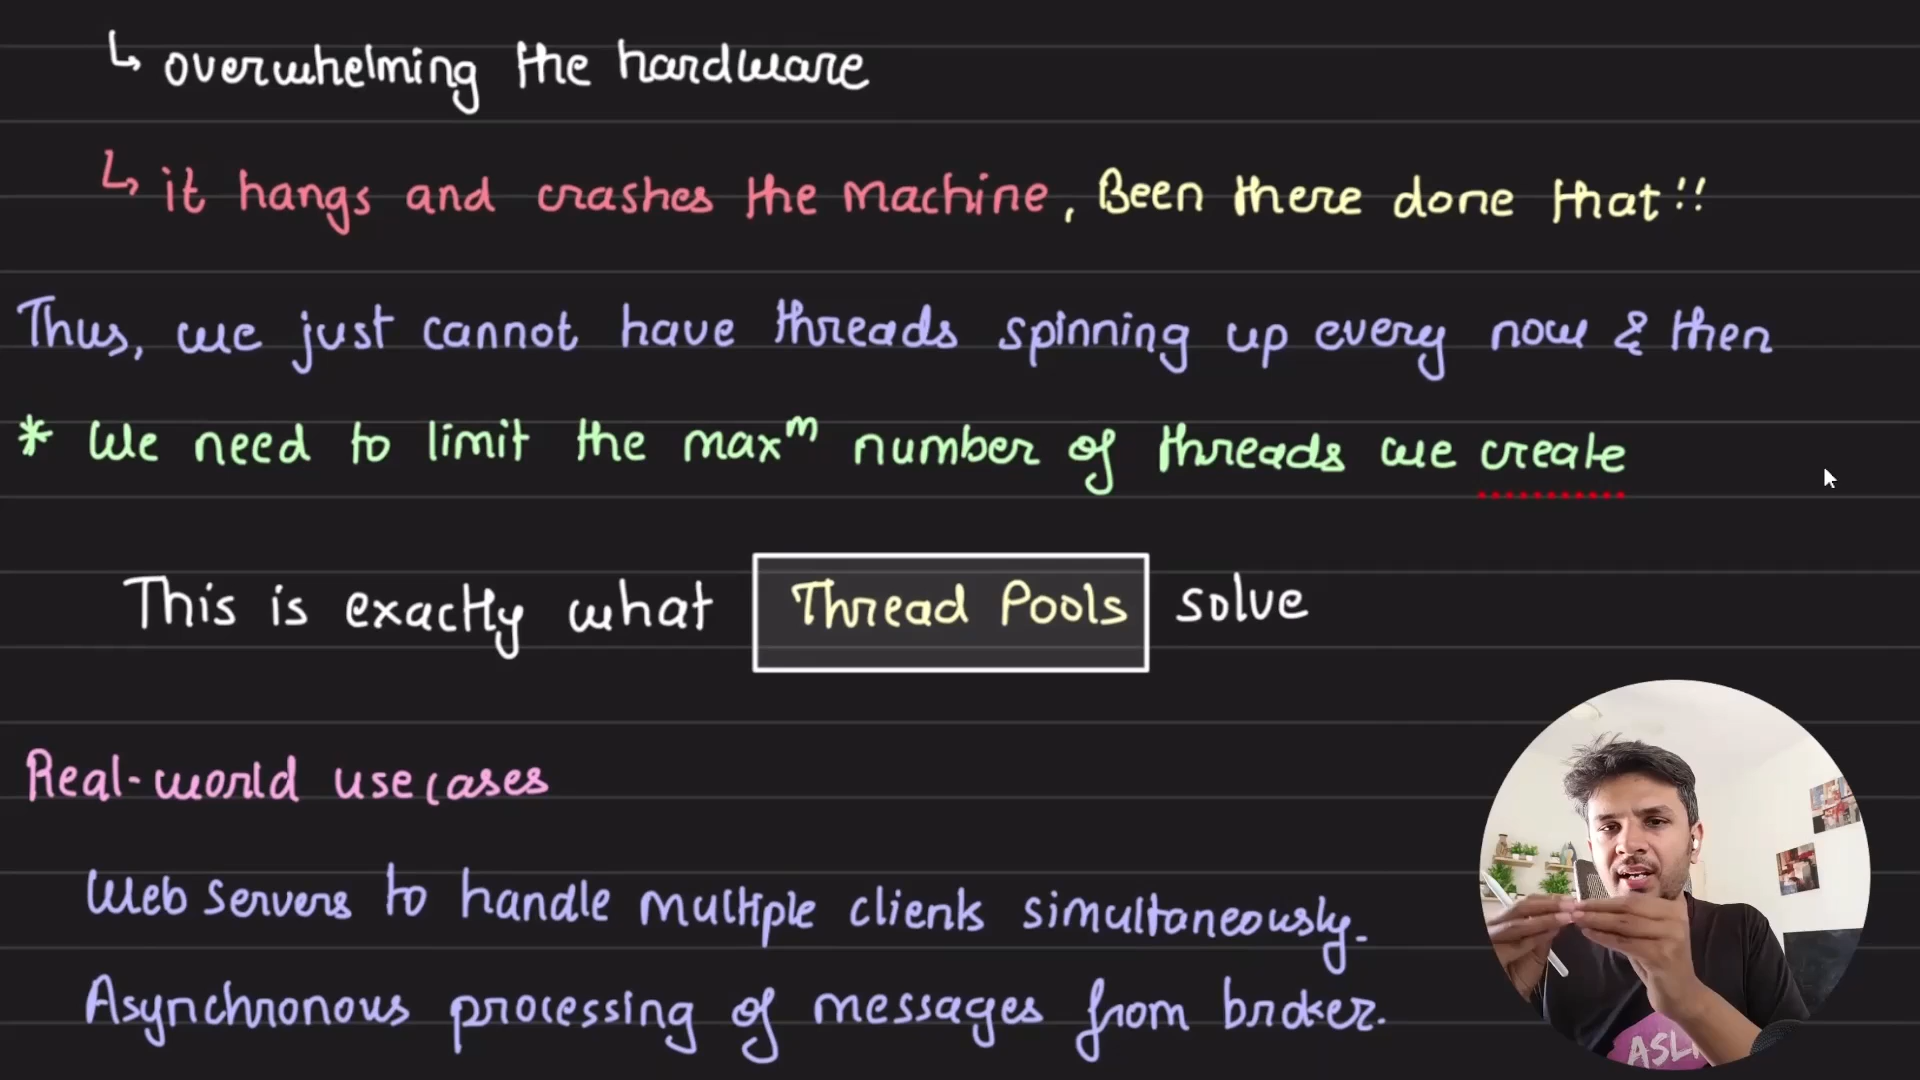 ↳ overwhelming the hardware
↳ it hangs and crashes the machine, Been there done that!!
Thus, we just cannot have threads spinning up every now & then
* We need to limit the maxᵐ number of threads we create
This is exactly what Thread Pools solve
Real-world usecases
Web servers to handle multiple clients simultaneously.
Asynchronous processing of messages from broker.